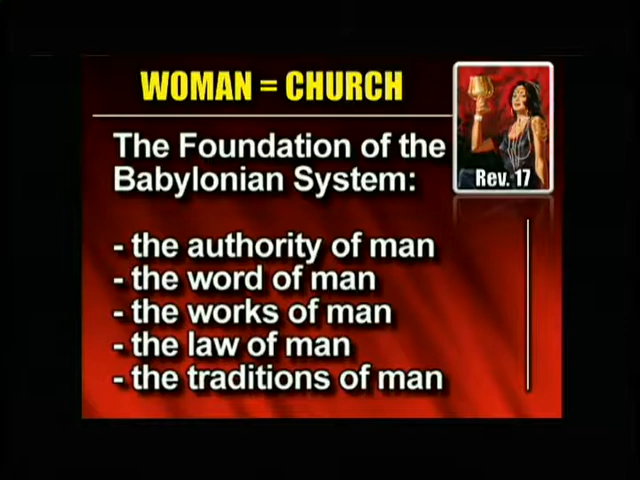 WOMAN = CHURCH
The Foundation of the
Babylonian System:
Rev. 17
- the authority of man
- the word of man
- the works of man
- the law of man
- the traditions of man